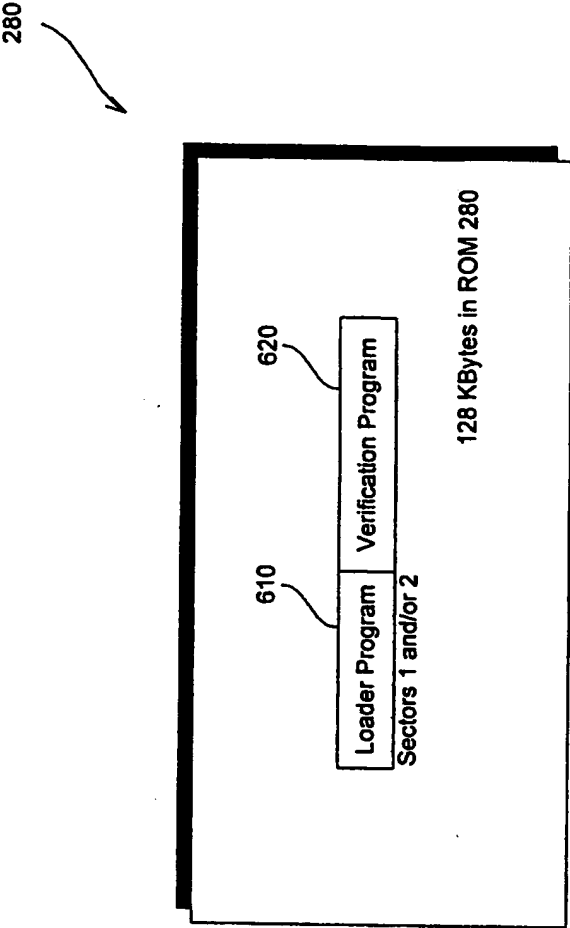 280
610
620
Loader Program
Verification Program
Sectors 1 and/or 2
128 KBytes in ROM 280